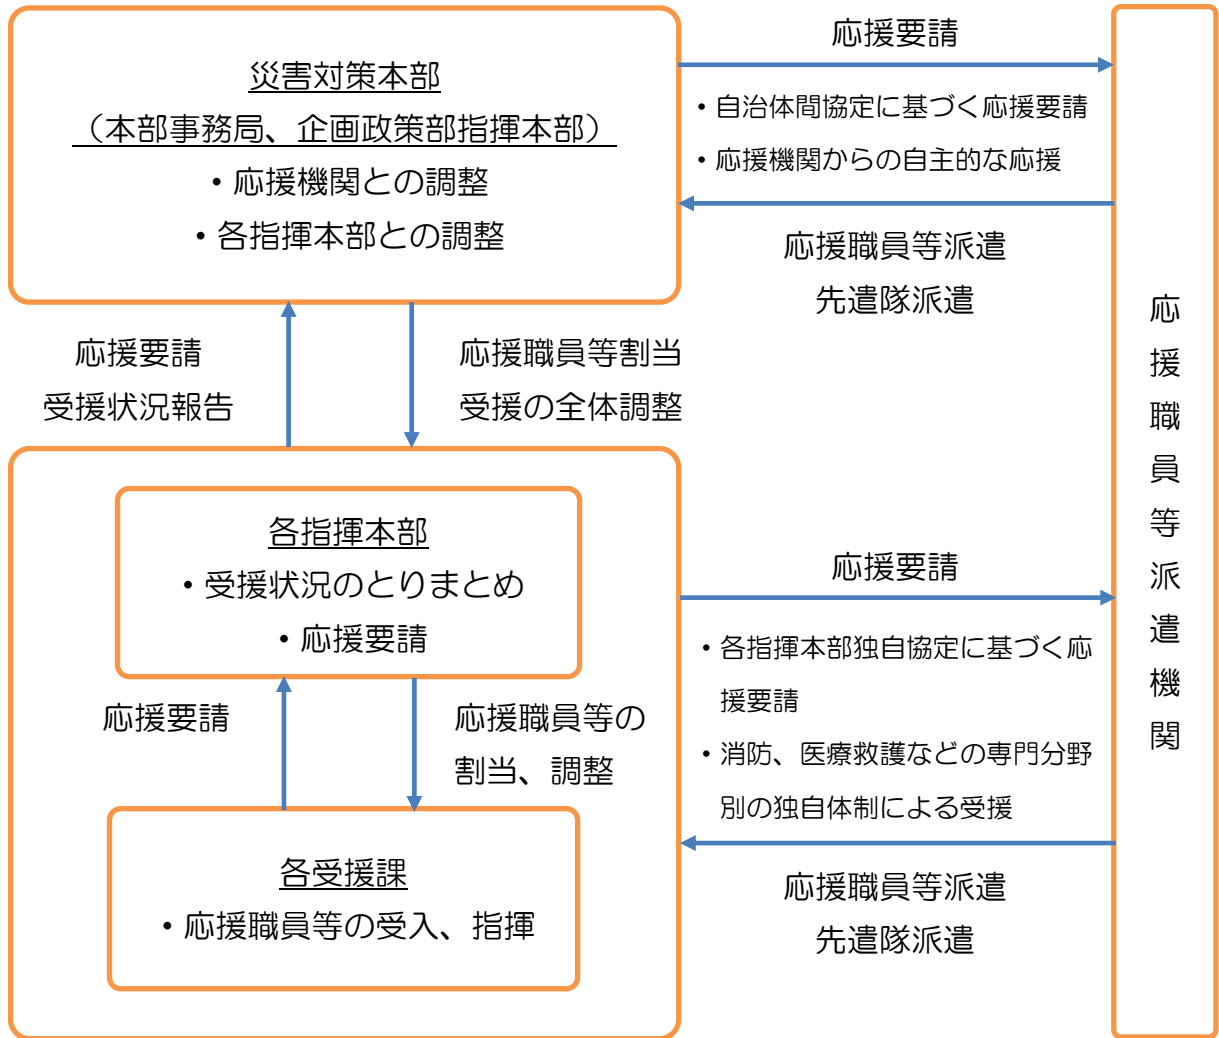 災害対策本部
（本部事務局、企画政策部指揮本部）
・応援機関との調整
・各指揮本部との調整
応援要請
・自治体間協定に基づく応援要請
・応援機関からの自主的な応援
応援職員等派遣
先遣隊派遣
応援要請
受援状況報告
応援職員等割当
受援の全体調整
各指揮本部
・受援状況のとりまとめ
・応援要請
応援要請
応援職員等の
割当、調整
各受援課
・応援職員等の受入、指揮
応援要請
・各指揮本部独自協定に基づく応
援要請
・消防、医療救護などの専門分野
別の独自体制による受援
応援職員等派遣
先遣隊派遣
応援職員等派遣機関